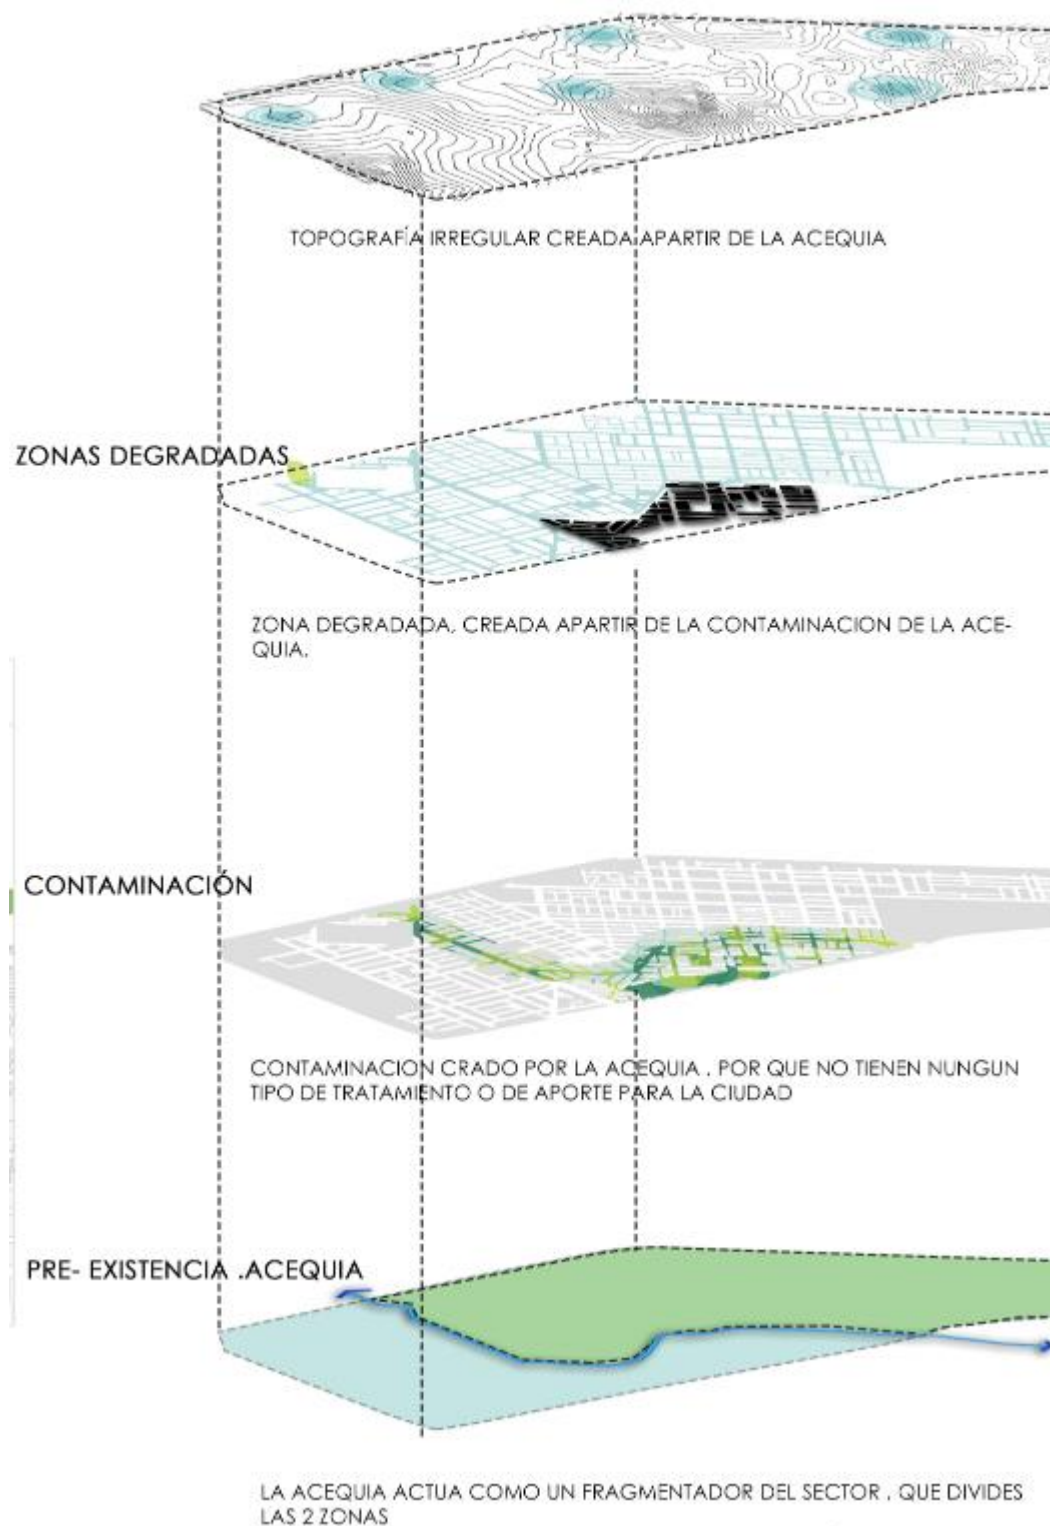 TOPOGRAFÍA IRREGULAR CREADA APARTIR DE LA ACEQUIA
ZONAS DEGRADADAS
ZONA DEGRADADA, CREADA APARTIR DE LA CONTAMINACION DE LA ACE-
QUIA.
CONTAMINACIÓN
CONTAMINACION CRADO POR LA ACEQUIA . POR QUE NO TIENEN NUNGUN
TIPO DE TRATAMIENTO O DE APORTE PARA LA CIUDAD
PRE- EXISTENCIA .ACEQUIA
LA ACEQUIA ACTUA COMO UN FRAGMENTADOR DEL SECTOR , QUE DIVIDES
LAS 2 ZONAS